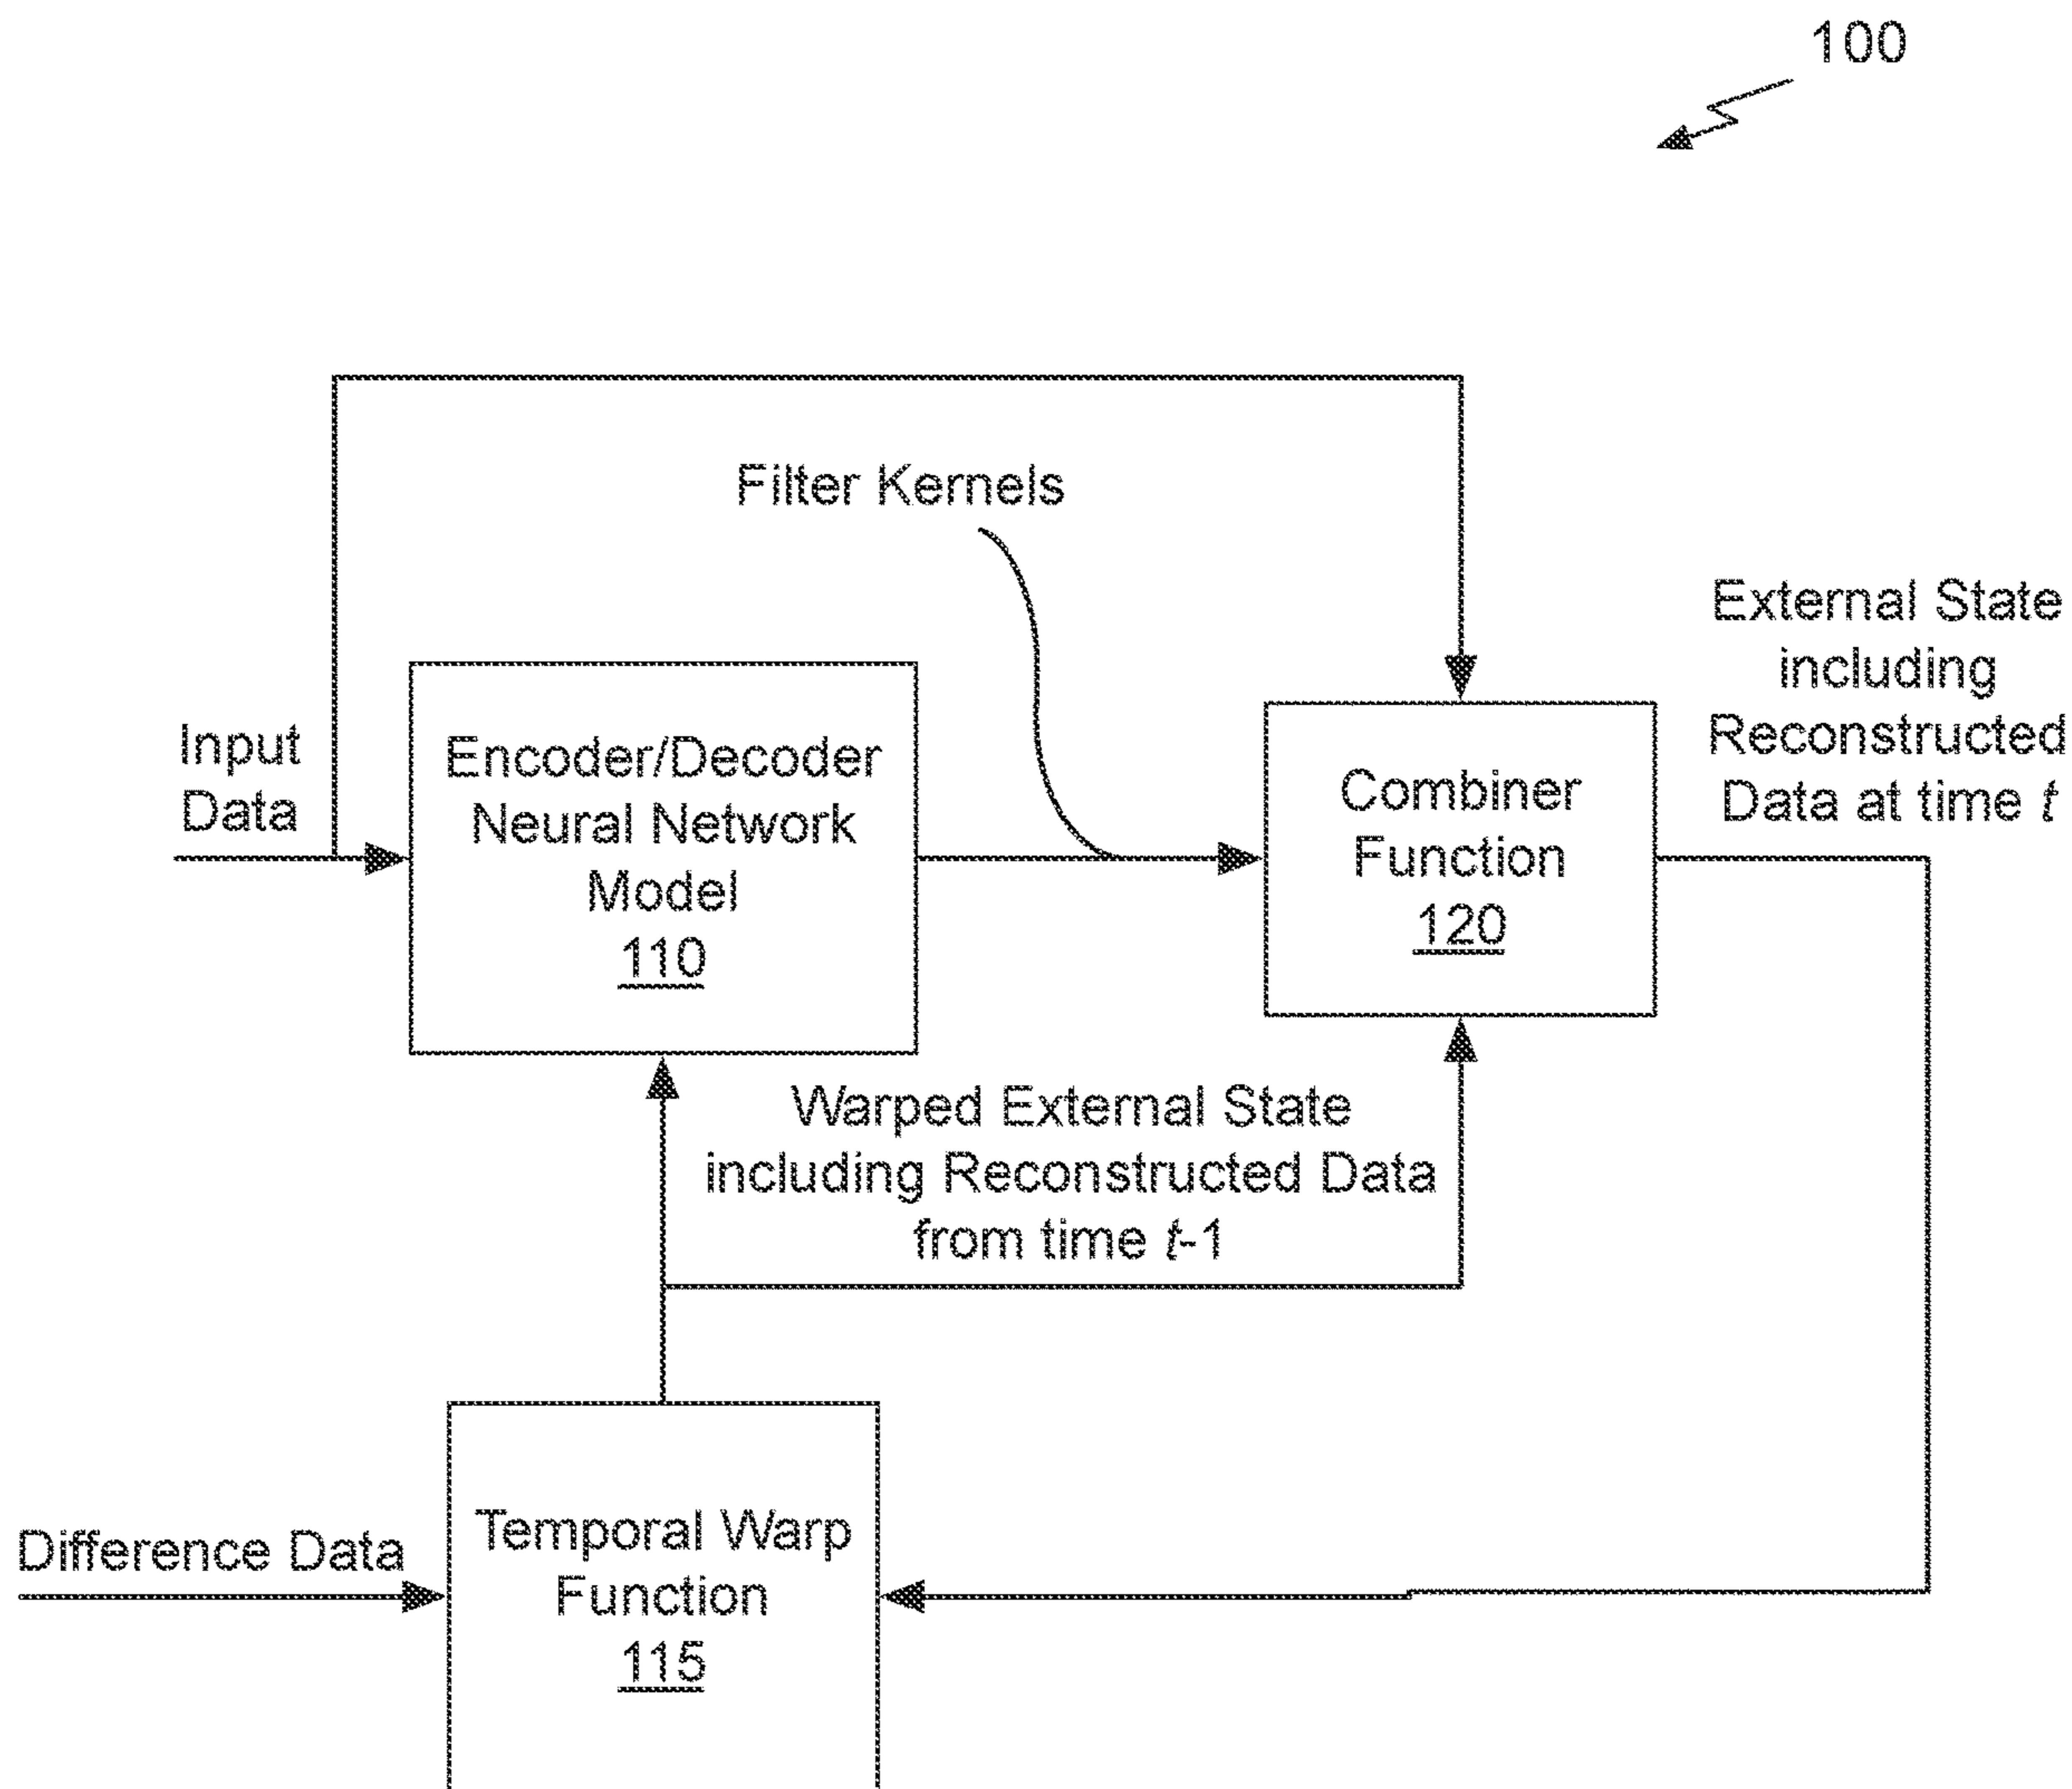 100
Filter Kernels
External State
including
Reconstructed
Data at time t
Input
Data
Encoder/Decoder
Neural Network
Model
110
Combiner
Function
120
Warped External State
including Reconstructed Data
from time t-1
Difference Data
Temporal Warp
Function
115